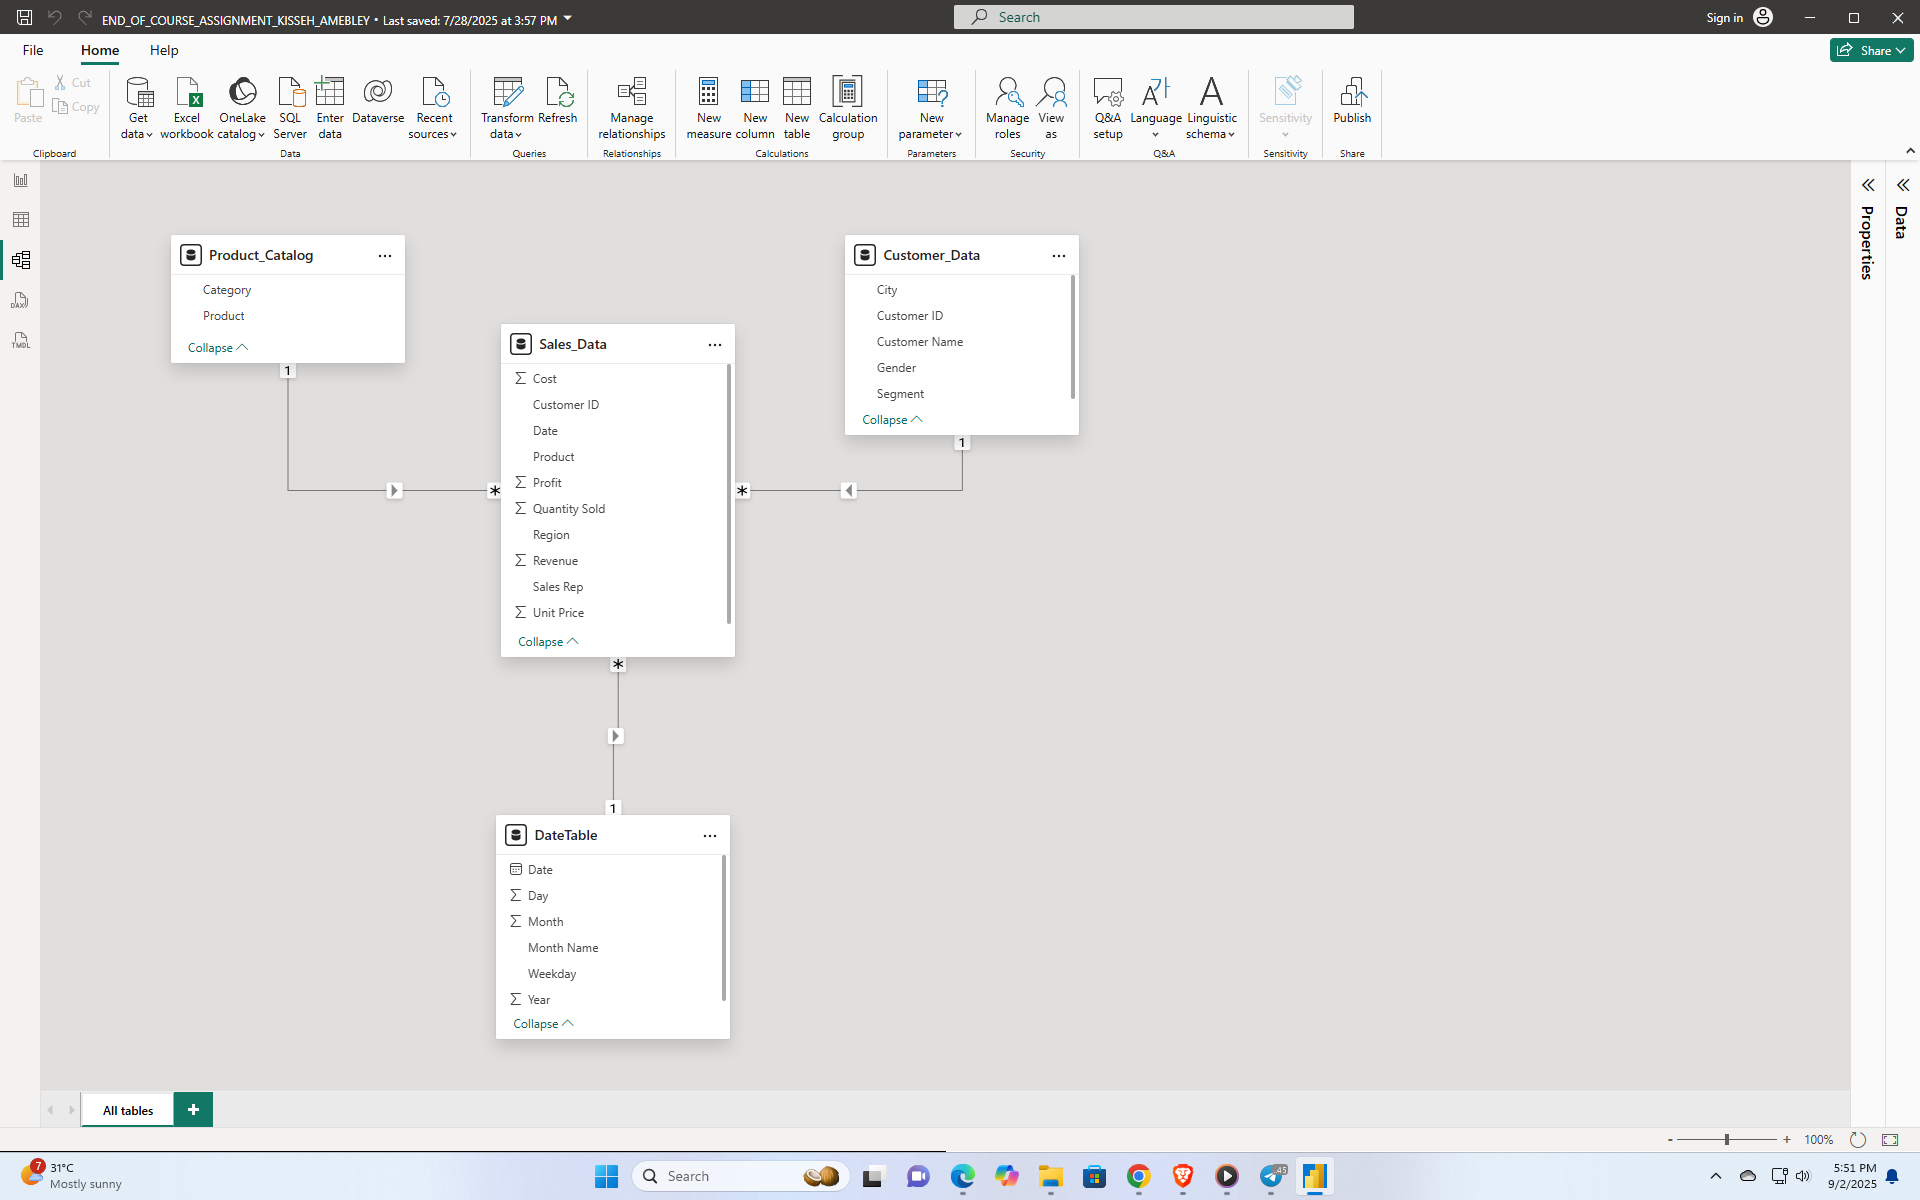 END_OF_COURSE_ASSIGNMENT_KISSEH_AMEBLEY • Last saved: 7/28/2025 at 3:57 PM
Search
Sign in
File
Home
Help
Share
Paste
Cut
Copy
Get data
Excel workbook
OneLake catalog
SQL Server
Enter data
Dataverse
Recent sources
Transform data
Refresh
Manage relationships
New measure
New column
New table
Calculation group
New parameter
Manage roles
View as
Q&A setup
Language
Linguistic schema
Sensitivity
Publish
Clipboard
Data
Queries
Relationships
Calculations
Parameters
Security
Q&A
Sensitivity
Share
DAX
TMDL
Product_Catalog
Category
Product
Collapse
1
Customer_Data
City
Customer ID
Customer Name
Gender
Segment
Collapse
1
Sales_Data
Σ Cost
Customer ID
Date
Product
Σ Profit
Σ Quantity Sold
Region
Σ Revenue
Sales Rep
Σ Unit Price
Collapse
*
*
*
1
DateTable
Date
Σ Day
Σ Month
Month Name
Weekday
Σ Year
Collapse
Properties
Data
All tables
+
- + 100%
7
31°C
Mostly sunny
Search
45
5:51 PM
9/2/2025